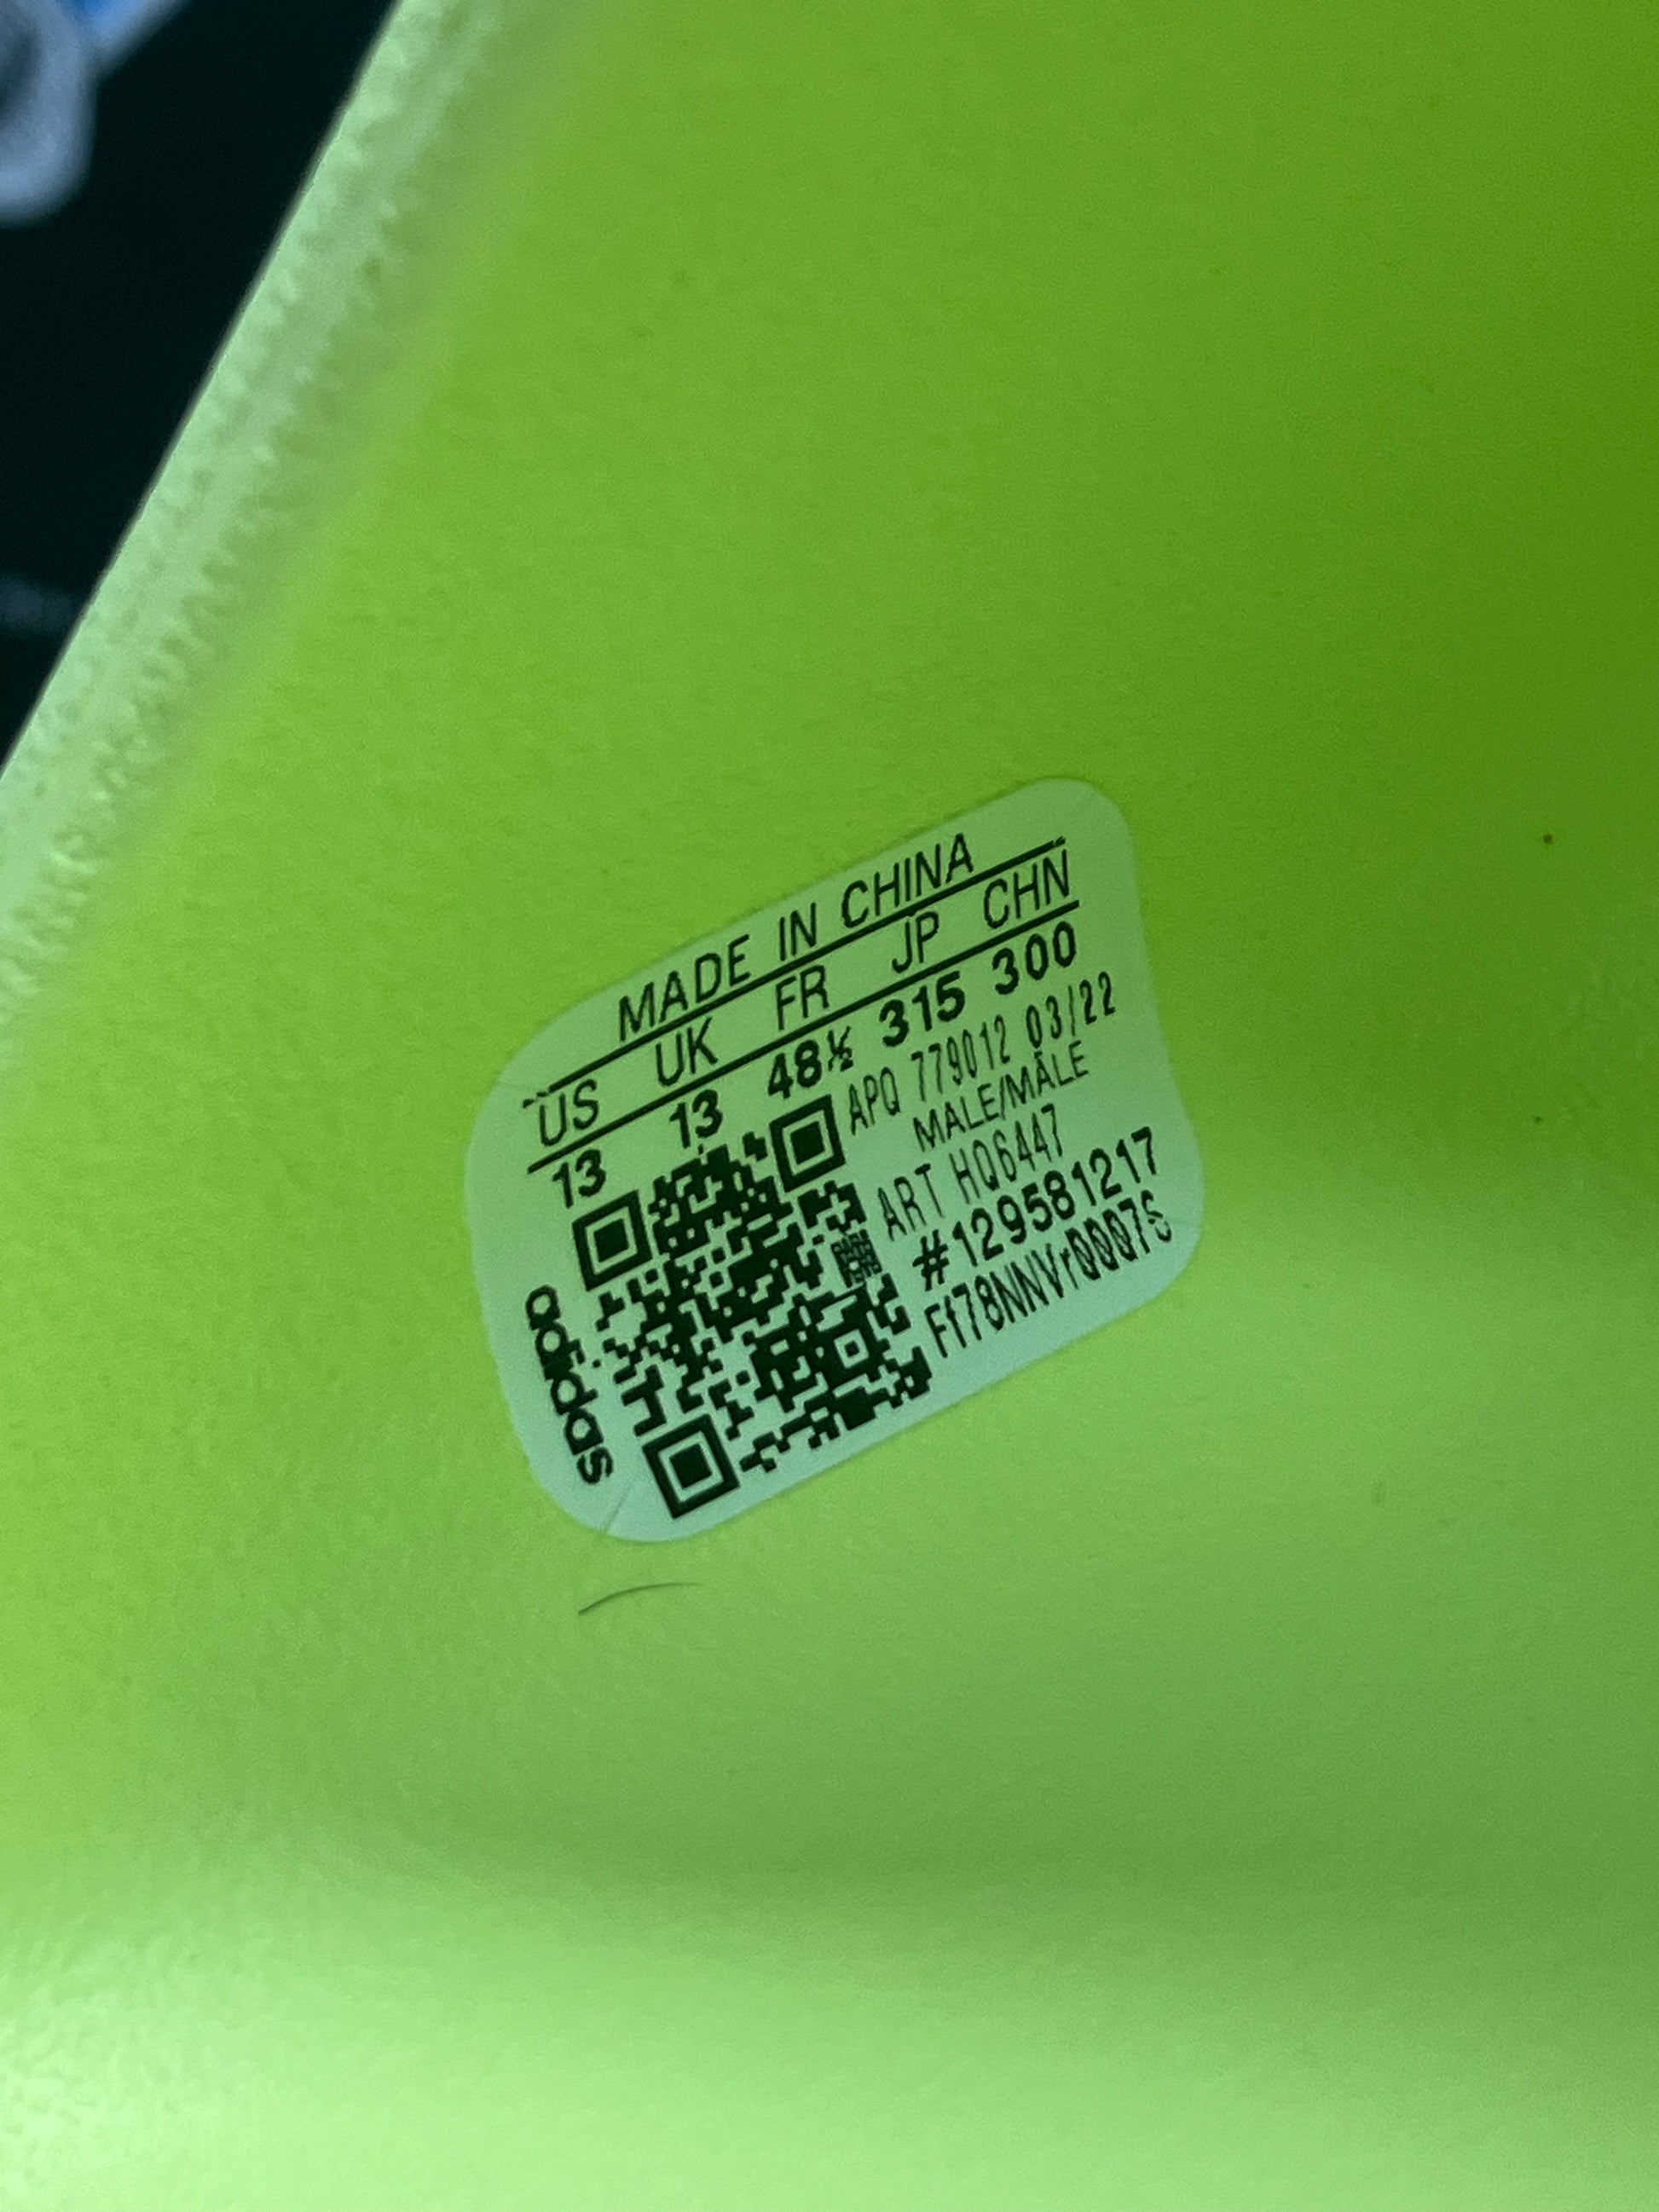 MADE IN CHINA
US UK FR JP CHN
13 13 48½ 315 300
APQ 779012 03/22
MALE/MÂLE
ART HQ6447
#129581217
Ff78NNVr0007S
adidas